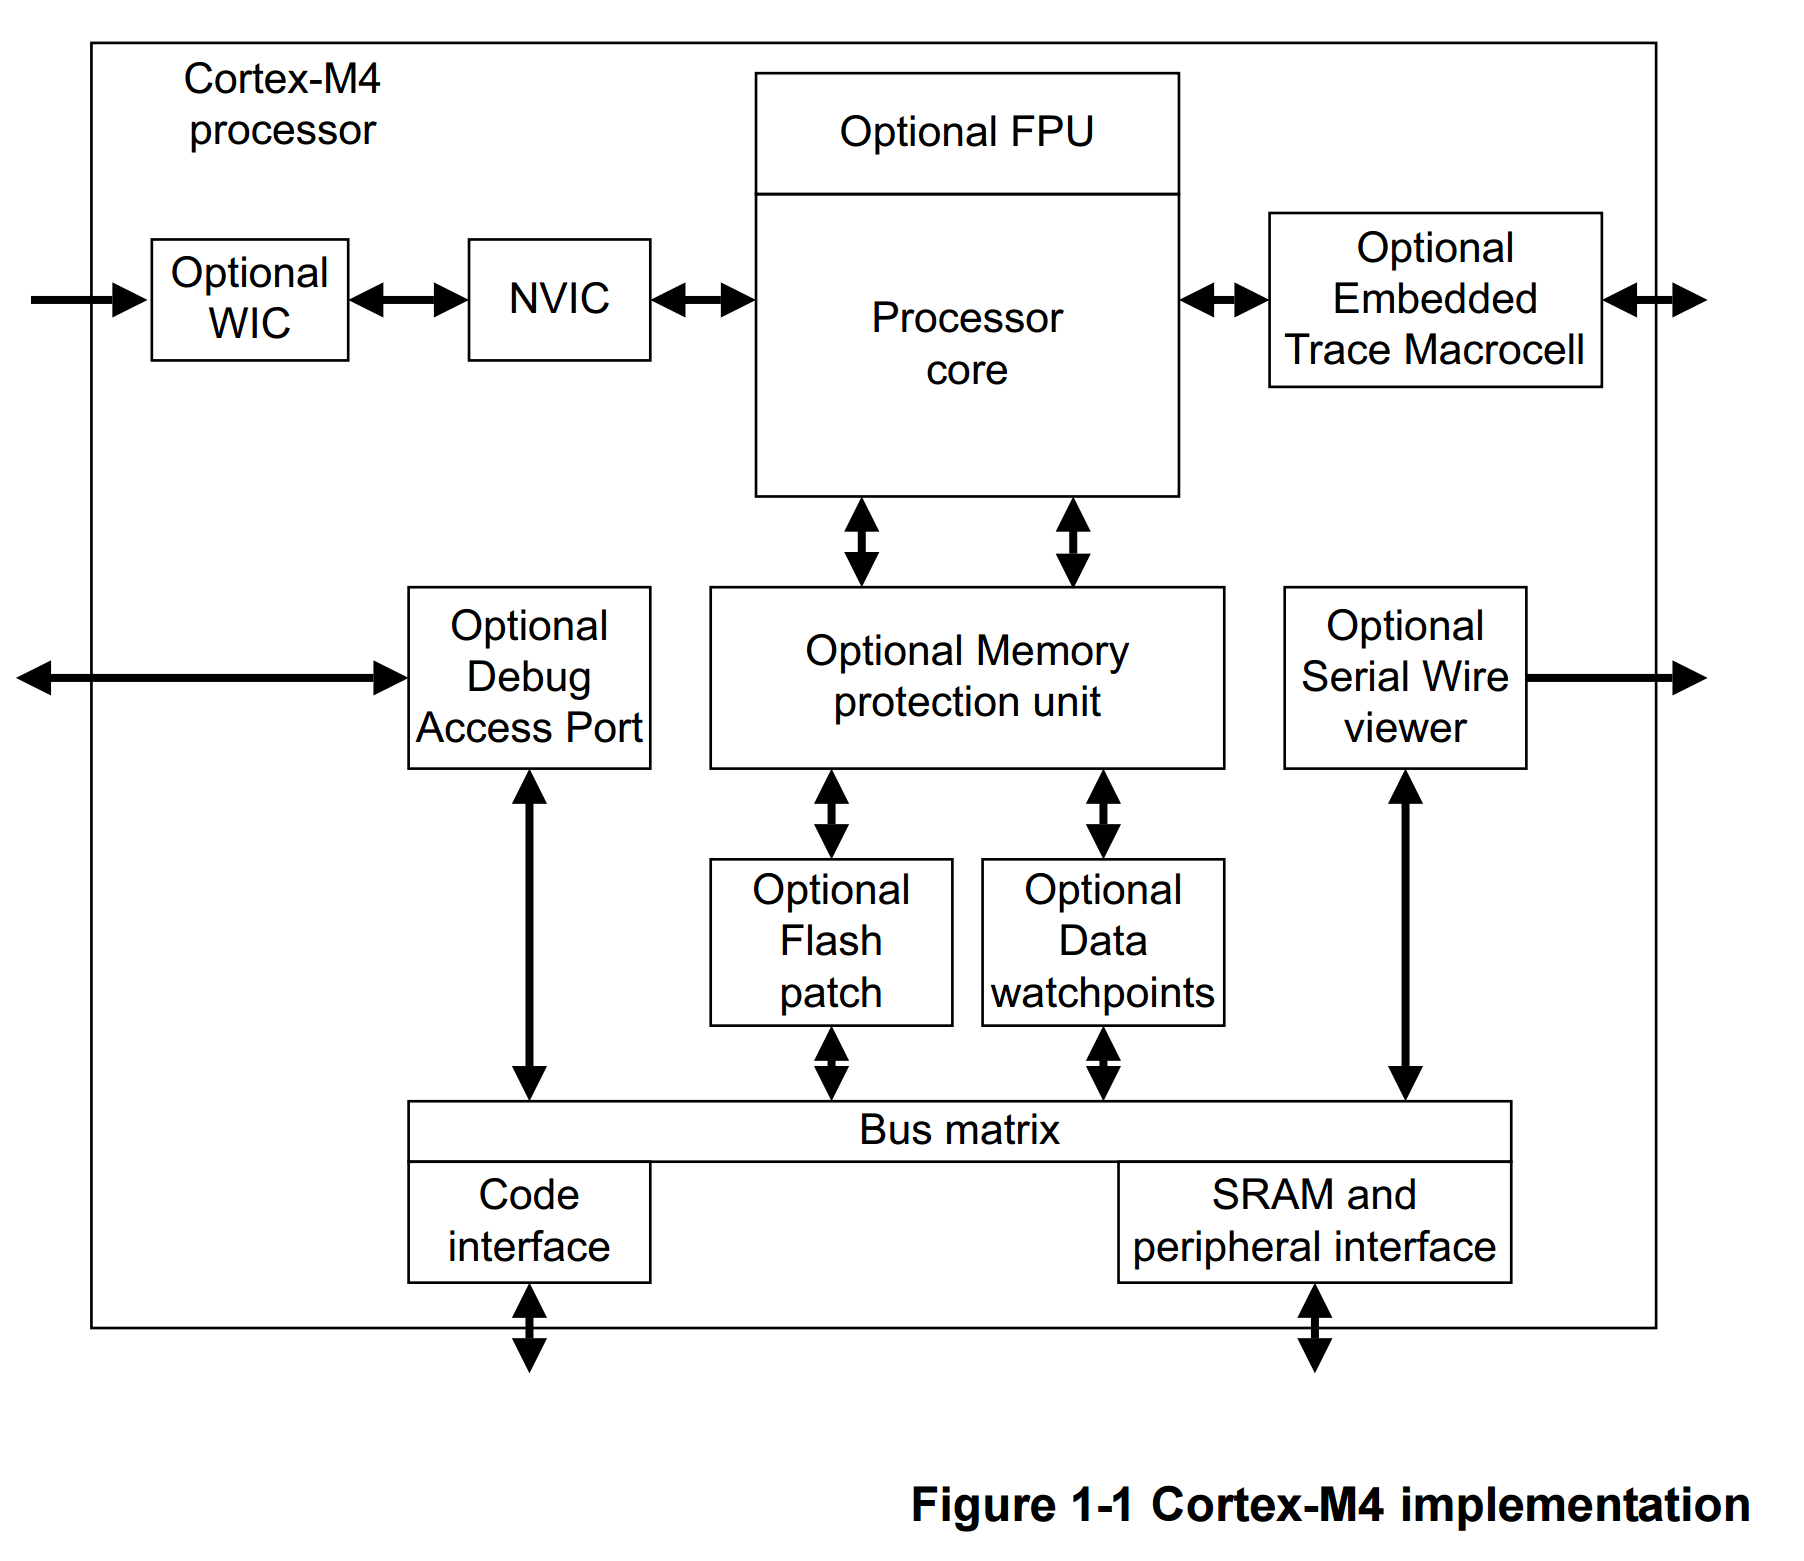 Cortex-M4
processor
Optional FPU
Optional
WIC
NVIC
Processor
core
Optional
Embedded
Trace Macrocell
Optional
Debug
Access Port
Optional Memory
protection unit
Optional
Serial Wire
viewer
Optional
Flash
patch
Optional
Data
watchpoints
Bus matrix
Code
interface
SRAM and
peripheral interface
Figure 1-1 Cortex-M4 implementation